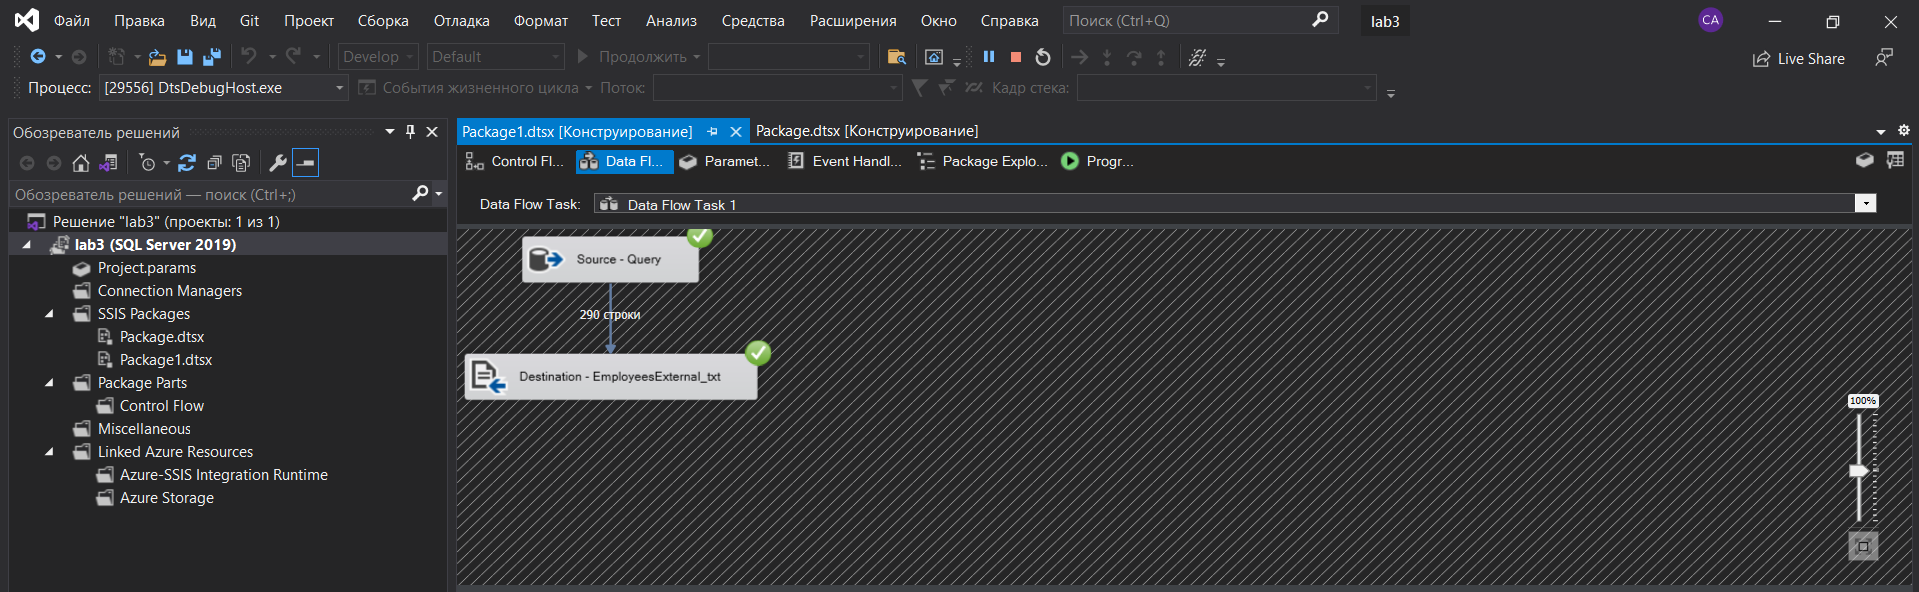 Файл Правка Вид Git Проект Сборка Отладка Формат Тест Анализ Средства Расширения Окно Справка Поиск (Ctrl+Q) lab3 CA
Develop Default Продолжить Live Share
Процесс: [29556] DtsDebugHost.exe События жизненного цикла Поток: Кадр стека:
Обозреватель решений
Обозреватель решений — поиск (Ctrl+;)
Решение "lab3" (проекты: 1 из 1)
lab3 (SQL Server 2019)
Project.params
Connection Managers
SSIS Packages
Package.dtsx
Package1.dtsx
Package Parts
Control Flow
Miscellaneous
Linked Azure Resources
Azure-SSIS Integration Runtime
Azure Storage
Package1.dtsx [Конструирование] Package.dtsx [Конструирование]
Control Fl... Data Fl... Paramet... Event Handl... Package Explo... Progr...
Data Flow Task: Data Flow Task 1
Source - Query
290 строки
Destination - EmployeesExternal_txt
100%